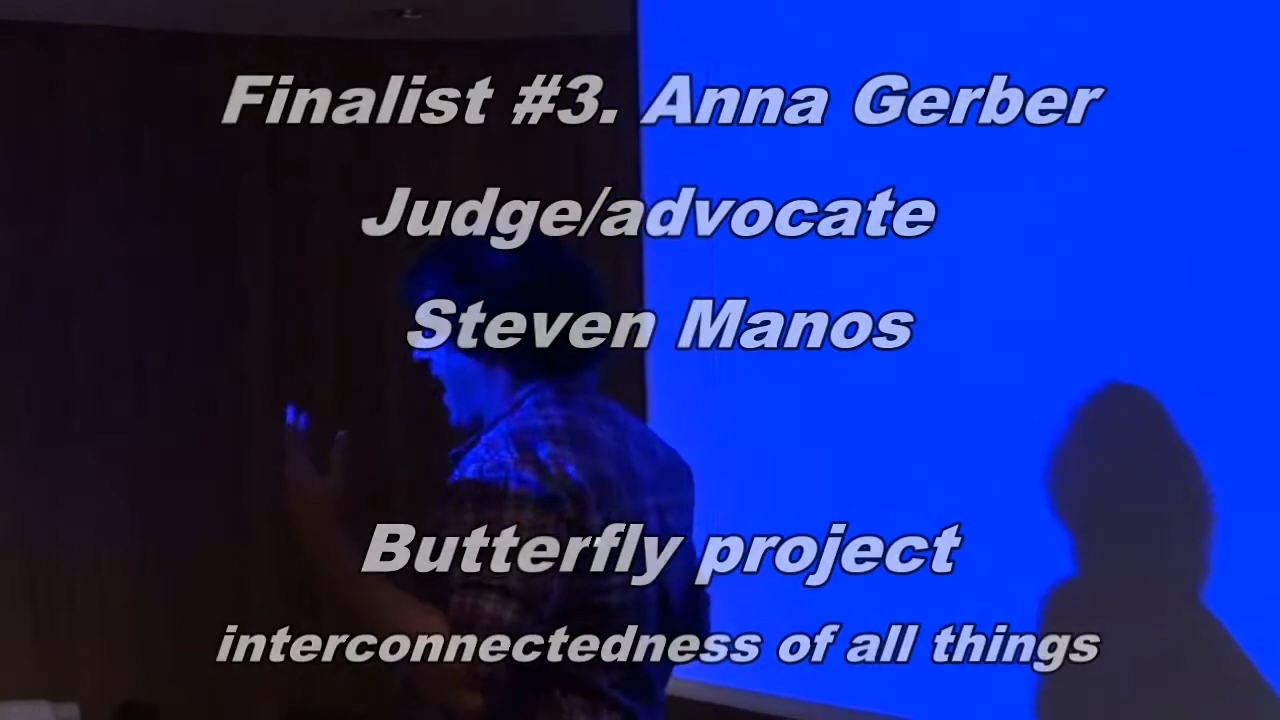 Finalist #3. Anna Gerber
Judge/advocate
Steven Manos
Butterfly project
interconnectedness of all things